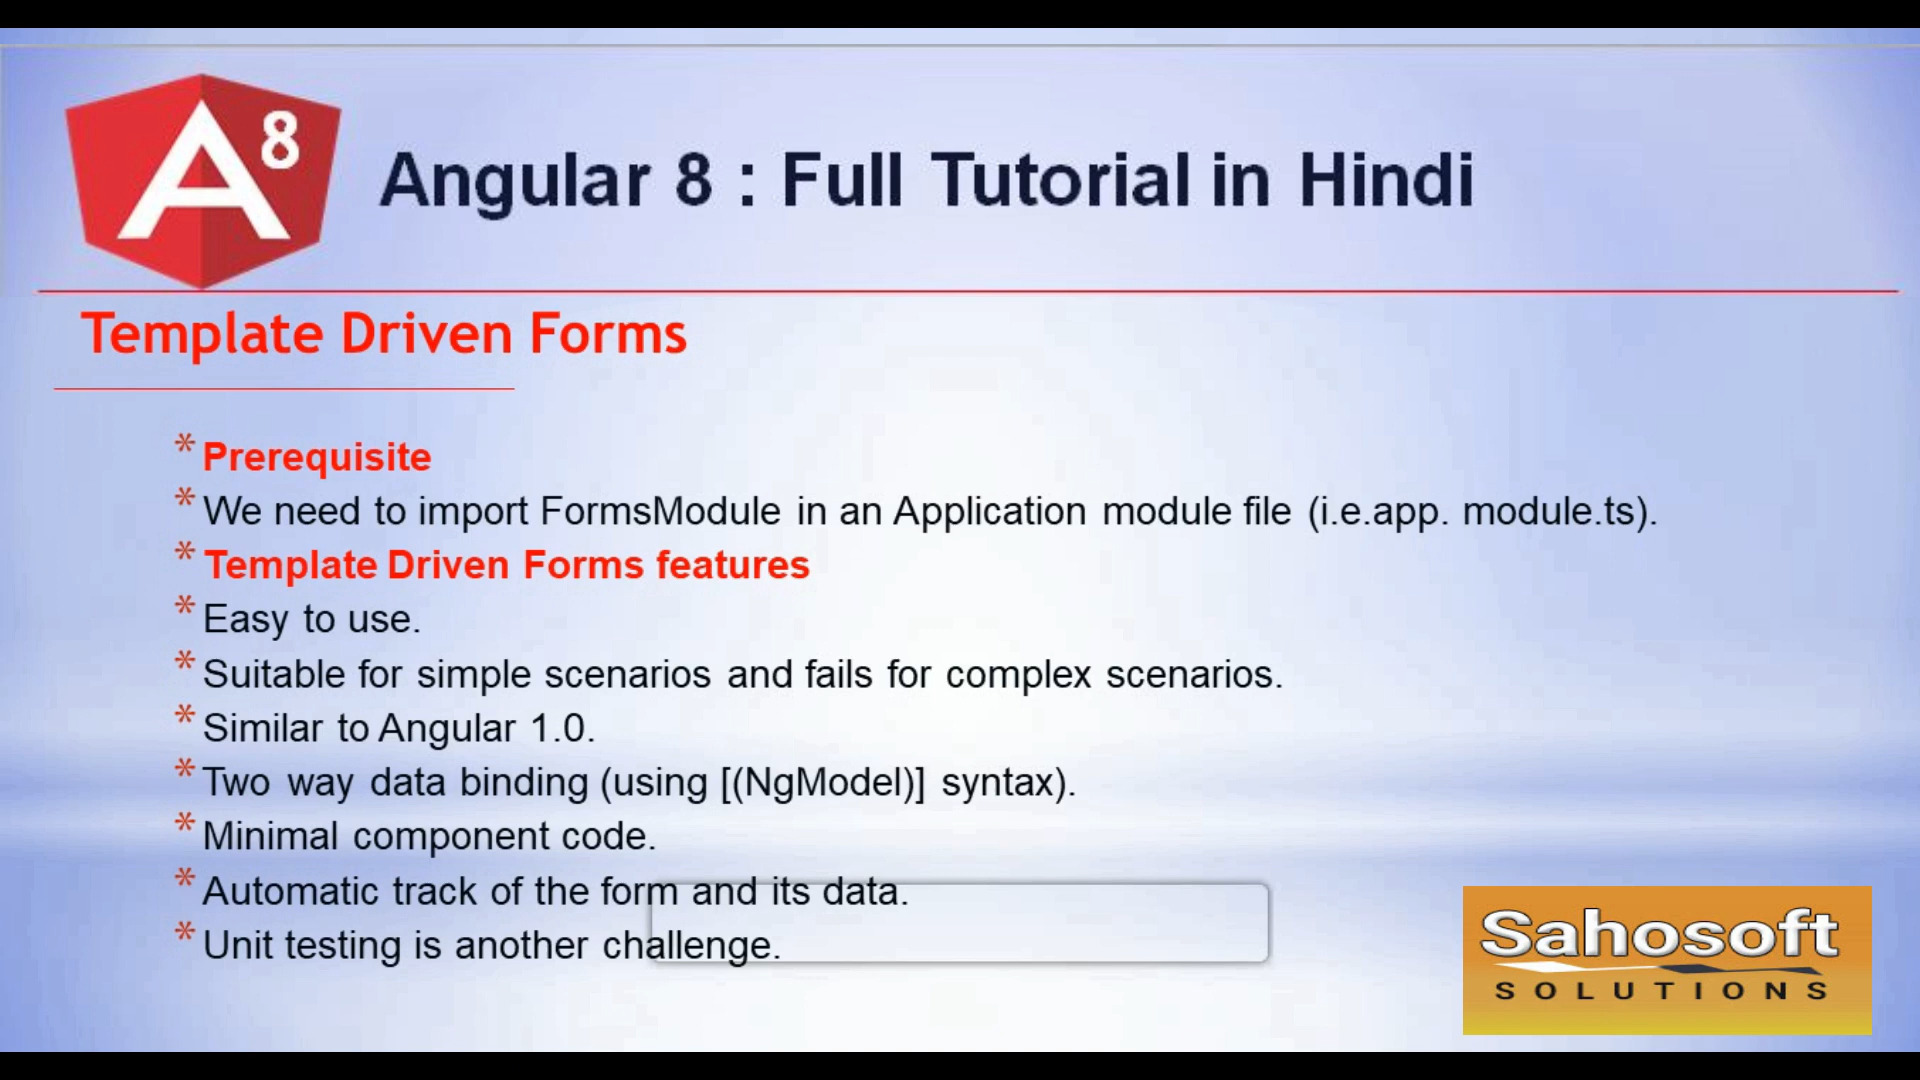 A8
Angular 8 : Full Tutorial in Hindi
Template Driven Forms
* Prerequisite
* We need to import FormsModule in an Application module file (i.e.app. module.ts).
* Template Driven Forms features
* Easy to use.
* Suitable for simple scenarios and fails for complex scenarios.
* Similar to Angular 1.0.
* Two way data binding (using [(NgModel)] syntax).
* Minimal component code.
* Automatic track of the form and its data.
* Unit testing is another challenge.
Sahosoft
SOLUTIONS